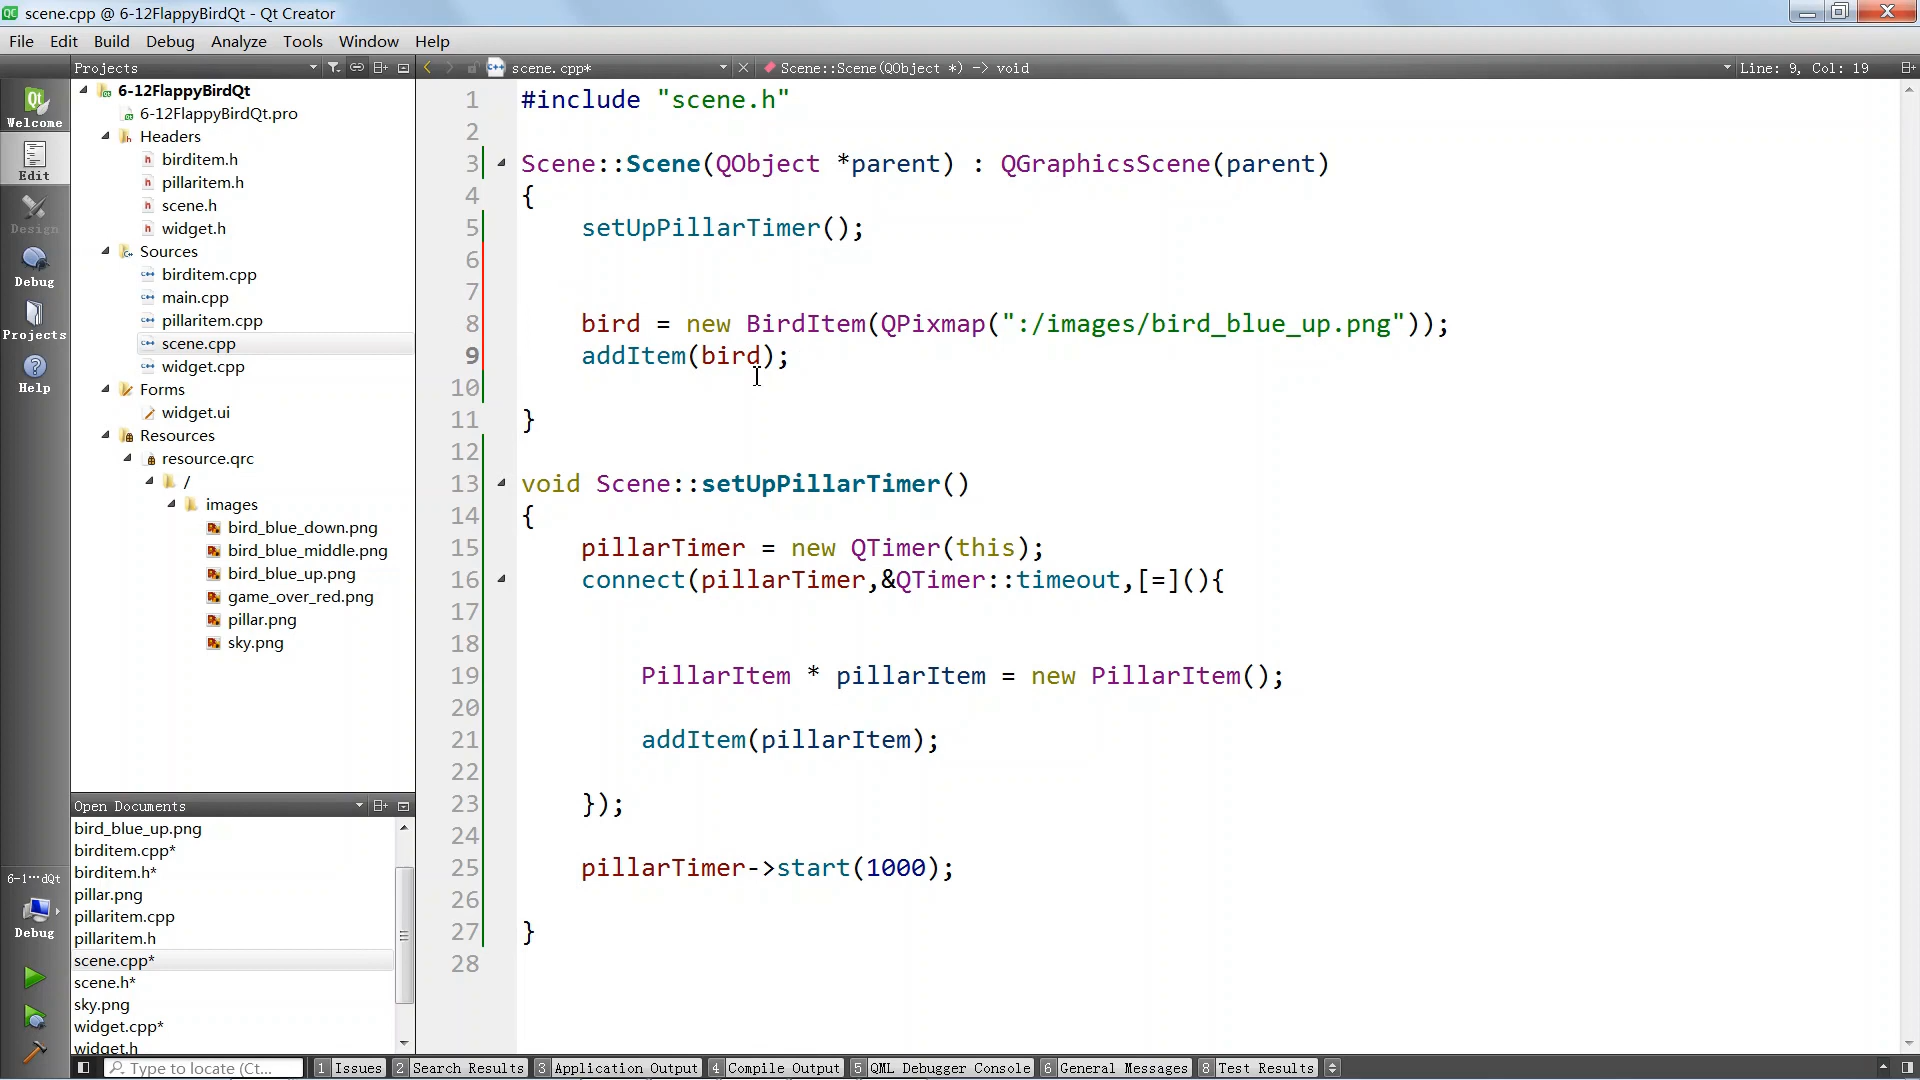 scene.cpp @ 6-12FlappyBirdQt - Qt Creator
File Edit Build Debug Analyze Tools Window Help
Projects
scene.cpp*
Scene::Scene(QObject *) -> void
Line: 9, Col: 19
Welcome
Edit
Design
Debug
Projects
Help
6-1···dQt
Debug
6-12FlappyBirdQt
6-12FlappyBirdQt.pro
Headers
birditem.h
pillaritem.h
scene.h
widget.h
Sources
birditem.cpp
main.cpp
pillaritem.cpp
scene.cpp
widget.cpp
Forms
widget.ui
Resources
resource.qrc
/
images
bird_blue_down.png
bird_blue_middle.png
bird_blue_up.png
game_over_red.png
pillar.png
sky.png
Open Documents
bird_blue_up.png
birditem.cpp*
birditem.h*
pillar.png
pillaritem.cpp
pillaritem.h
scene.cpp*
scene.h*
sky.png
widget.cpp*
widget.h
1 #include "scene.h"
2
3 Scene::Scene(QObject *parent) : QGraphicsScene(parent)
4 {
5 setUpPillarTimer();
6
7
8 bird = new BirdItem(QPixmap(":/images/bird_blue_up.png"));
9 addItem(bird);
10
11 }
12
13 void Scene::setUpPillarTimer()
14 {
15 pillarTimer = new QTimer(this);
16 connect(pillarTimer,&QTimer::timeout,[=](){
17
18
19 PillarItem * pillarItem = new PillarItem();
20
21 addItem(pillarItem);
22
23 });
24
25 pillarTimer->start(1000);
26
27 }
28
Type to locate (Ct...
1 Issues
2 Search Results
3 Application Output
4 Compile Output
5 QML Debugger Console
6 General Messages
8 Test Results